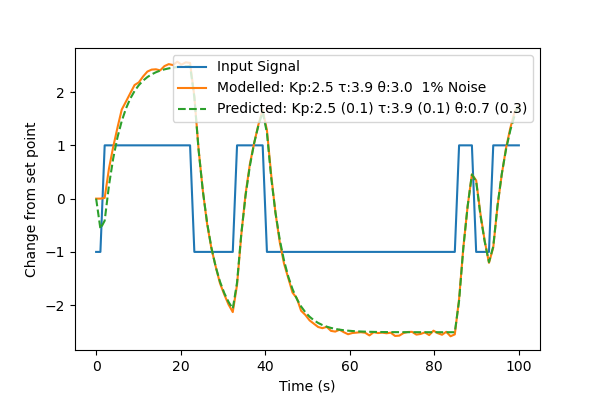 Input Signal
Modelled: Kp:2.5 τ:3.9 θ:3.0  1% Noise
Predicted: Kp:2.5 (0.1) τ:3.9 (0.1) θ:0.7 (0.3)
Change from set point
2
1
0
−1
−2
0 20 40 60 80 100
Time (s)